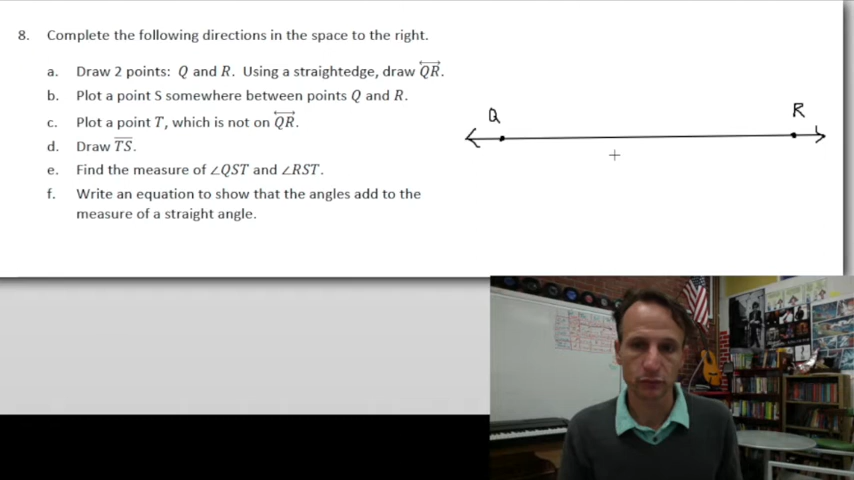 8. Complete the following directions in the space to the right.
a. Draw 2 points: Q and R. Using a straightedge, draw QR.
b. Plot a point S somewhere between points Q and R.
c. Plot a point T, which is not on QR.
d. Draw TS.
e. Find the measure of ∠QST and ∠RST.
f. Write an equation to show that the angles add to the
measure of a straight angle.
Q R